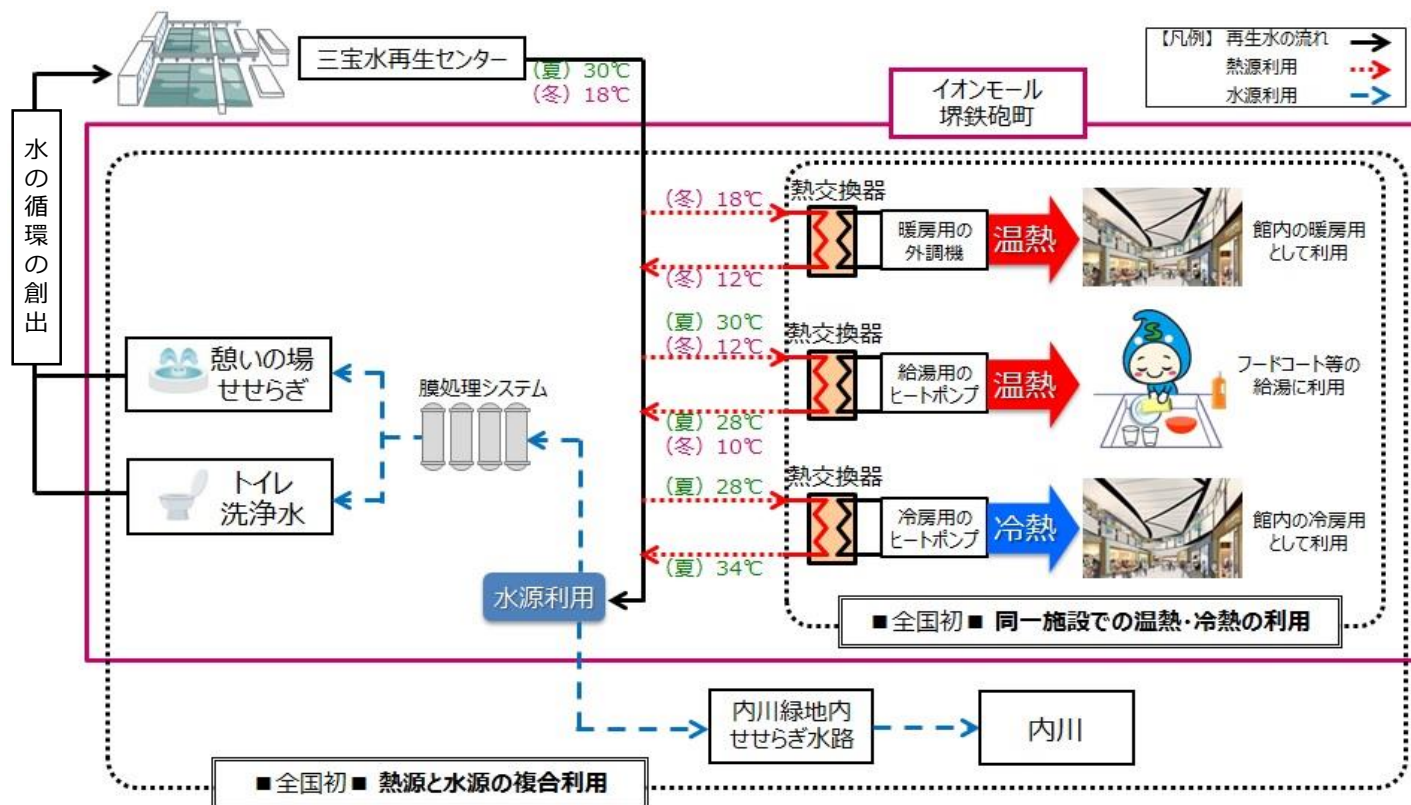 三宝水再生センター
(夏) 30℃
(冬) 18℃
【凡例】 再生水の流れ
熱源利用
水源利用
イオンモール
堺鉄砲町
水の循環の創出
(冬) 18℃
熱交換器
暖房用の
外調機
温熱
館内の暖房用
として利用
(冬) 12℃
(夏) 30℃
(冬) 12℃
熱交換器
給湯用の
ヒートポンプ
温熱
フードコート等の
給湯に利用
(夏) 28℃
(冬) 10℃
憩いの場
せせらぎ
膜処理システム
トイレ
洗浄水
(夏) 28℃
熱交換器
冷房用の
ヒートポンプ
冷熱
館内の冷房用
として利用
(夏) 34℃
水源利用
■全国初■ 同一施設での温熱・冷熱の利用
内川緑地内
せせらぎ水路
内川
■全国初■ 熱源と水源の複合利用